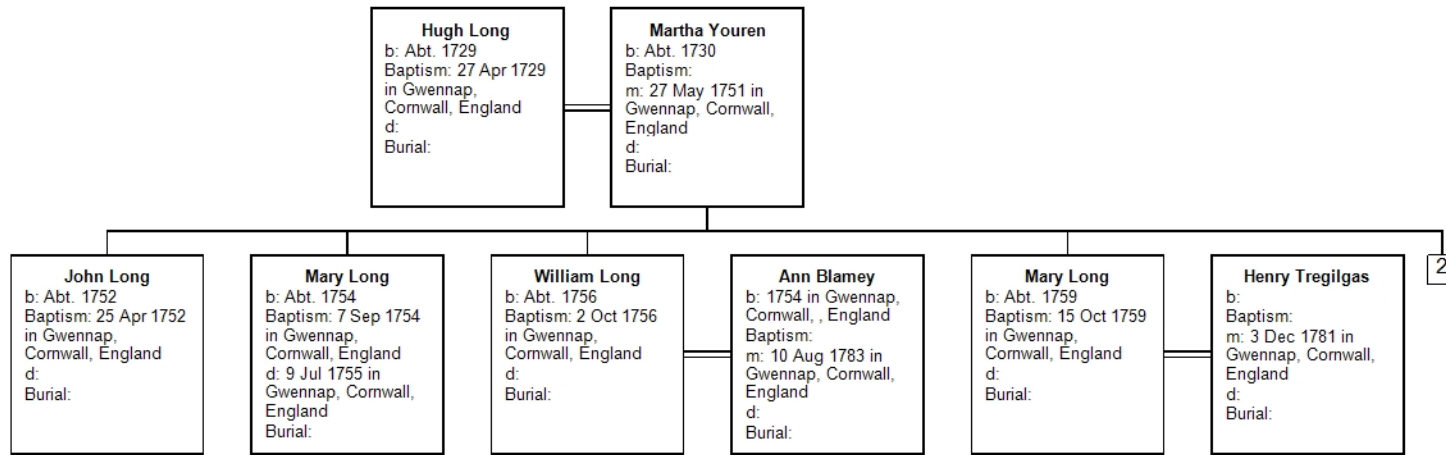 Hugh Long
b: Abt. 1729
Baptism: 27 Apr 1729
in Gwennap,
Cornwall, England
d:
Burial:
Martha Youren
b: Abt. 1730
Baptism:
m: 27 May 1751 in
Gwennap, Cornwall,
England
d:
Burial:
John Long
b: Abt. 1752
Baptism: 25 Apr 1752
in Gwennap,
Cornwall, England
d:
Burial:
Mary Long
b: Abt. 1754
Baptism: 7 Sep 1754
in Gwennap,
Cornwall, England
d: 9 Jul 1755 in
Gwennap, Cornwall,
England
Burial:
William Long
b: Abt. 1756
Baptism: 2 Oct 1756
in Gwennap,
Cornwall, England
d:
Burial:
Ann Blamey
b: 1754 in Gwennap,
Cornwall, , England
Baptism:
m: 10 Aug 1783 in
Gwennap, Cornwall,
England
d:
Burial:
Mary Long
b: Abt. 1759
Baptism: 15 Oct 1759
in Gwennap,
Cornwall, England
d:
Burial:
Henry Tregilgas
b:
Baptism:
m: 3 Dec 1781 in
Gwennap, Cornwall,
England
d:
Burial:
2